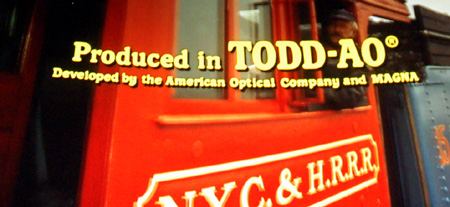 Produced in TODD-AO®
Developed by the American Optical Company and MAGNA
N.Y.C. & H.R.R.R.